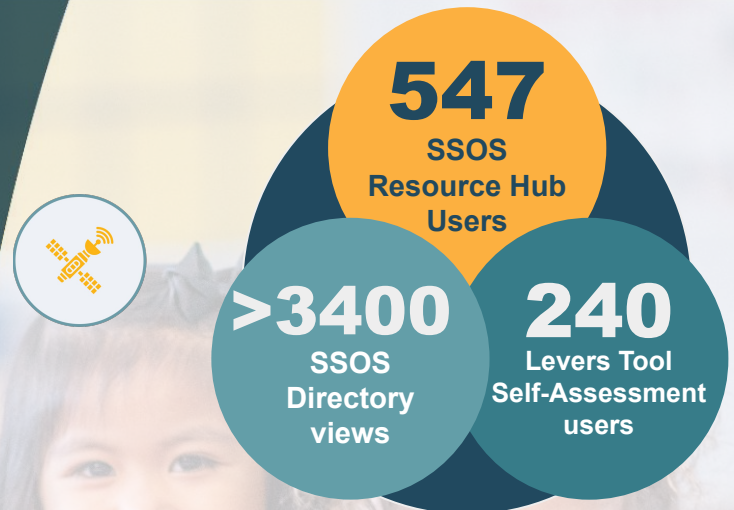 547
SSOS
Resource Hub
Users
>3400
SSOS
Directory
views
240
Levers Tool
Self-Assessment
users